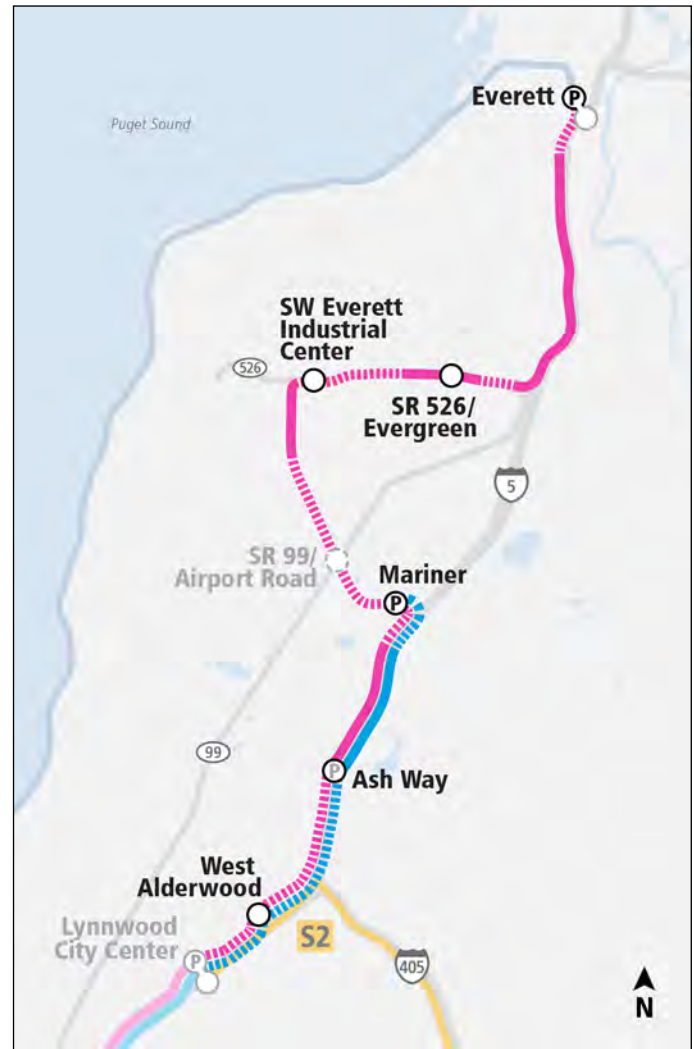 Everett P
Puget Sound
SW Everett
Industrial
Center
526
SR 526/
Evergreen
5
SR 99/
Airport Road
Mariner
P
99
P
Ash Way
West
Alderwood
Lynnwood
City Center
P
S2
405
N